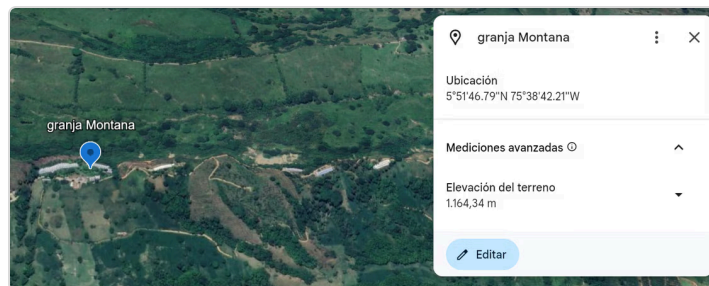 granja Montana
granja Montana
Ubicación
5°51'46.79"N 75°38'42.21"W
Mediciones avanzadas
Elevación del terreno
1.164,34 m
Editar